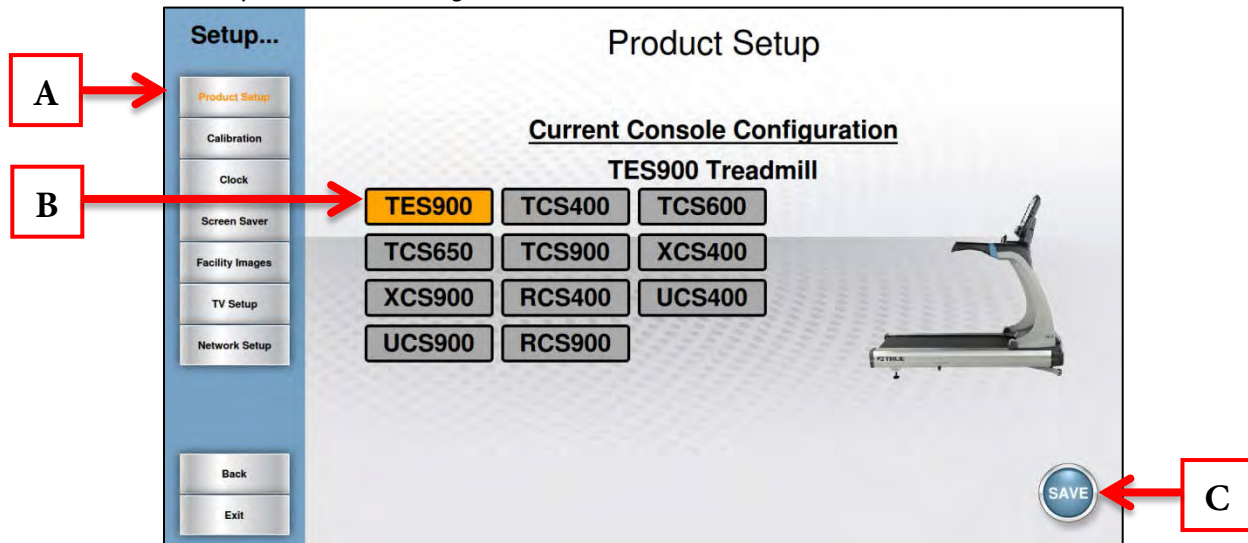 Setup...
Product Setup
A
Product Setup
Calibration
Clock
Screen Saver
Facility Images
TV Setup
Network Setup
Back
Exit
B
Current Console Configuration
TES900 Treadmill
TES900 TCS400 TCS600
TCS650 TCS900 XCS400
XCS900 RCS400 UCS400
UCS900 RCS900
TRUE
SAVE
C